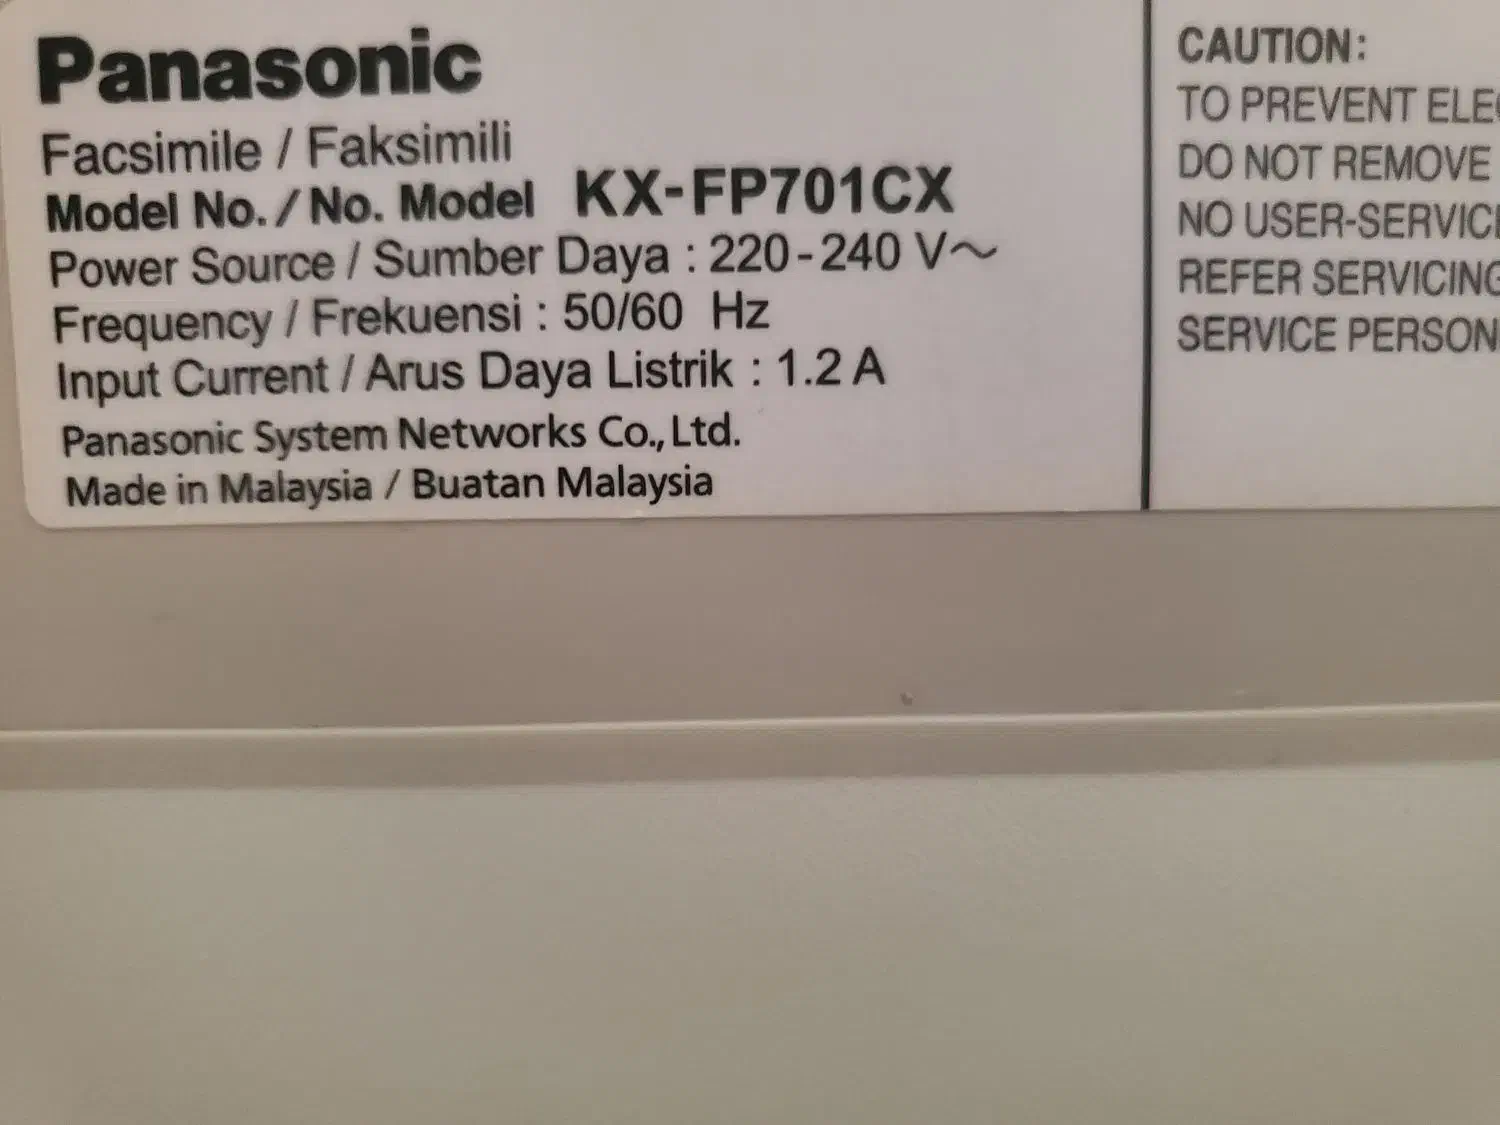 Panasonic
Facsimile / Faksimili
Model No. / No. Model KX-FP701CX
Power Source / Sumber Daya : 220-240 V～
Frequency / Frekuensi : 50/60 Hz
Input Current / Arus Daya Listrik : 1.2 A
Panasonic System Networks Co., Ltd.
Made in Malaysia / Buatan Malaysia
CAUTION:
TO PREVENT
DO NOT REMOVE
NO
REFER SERVICING
SERVICE